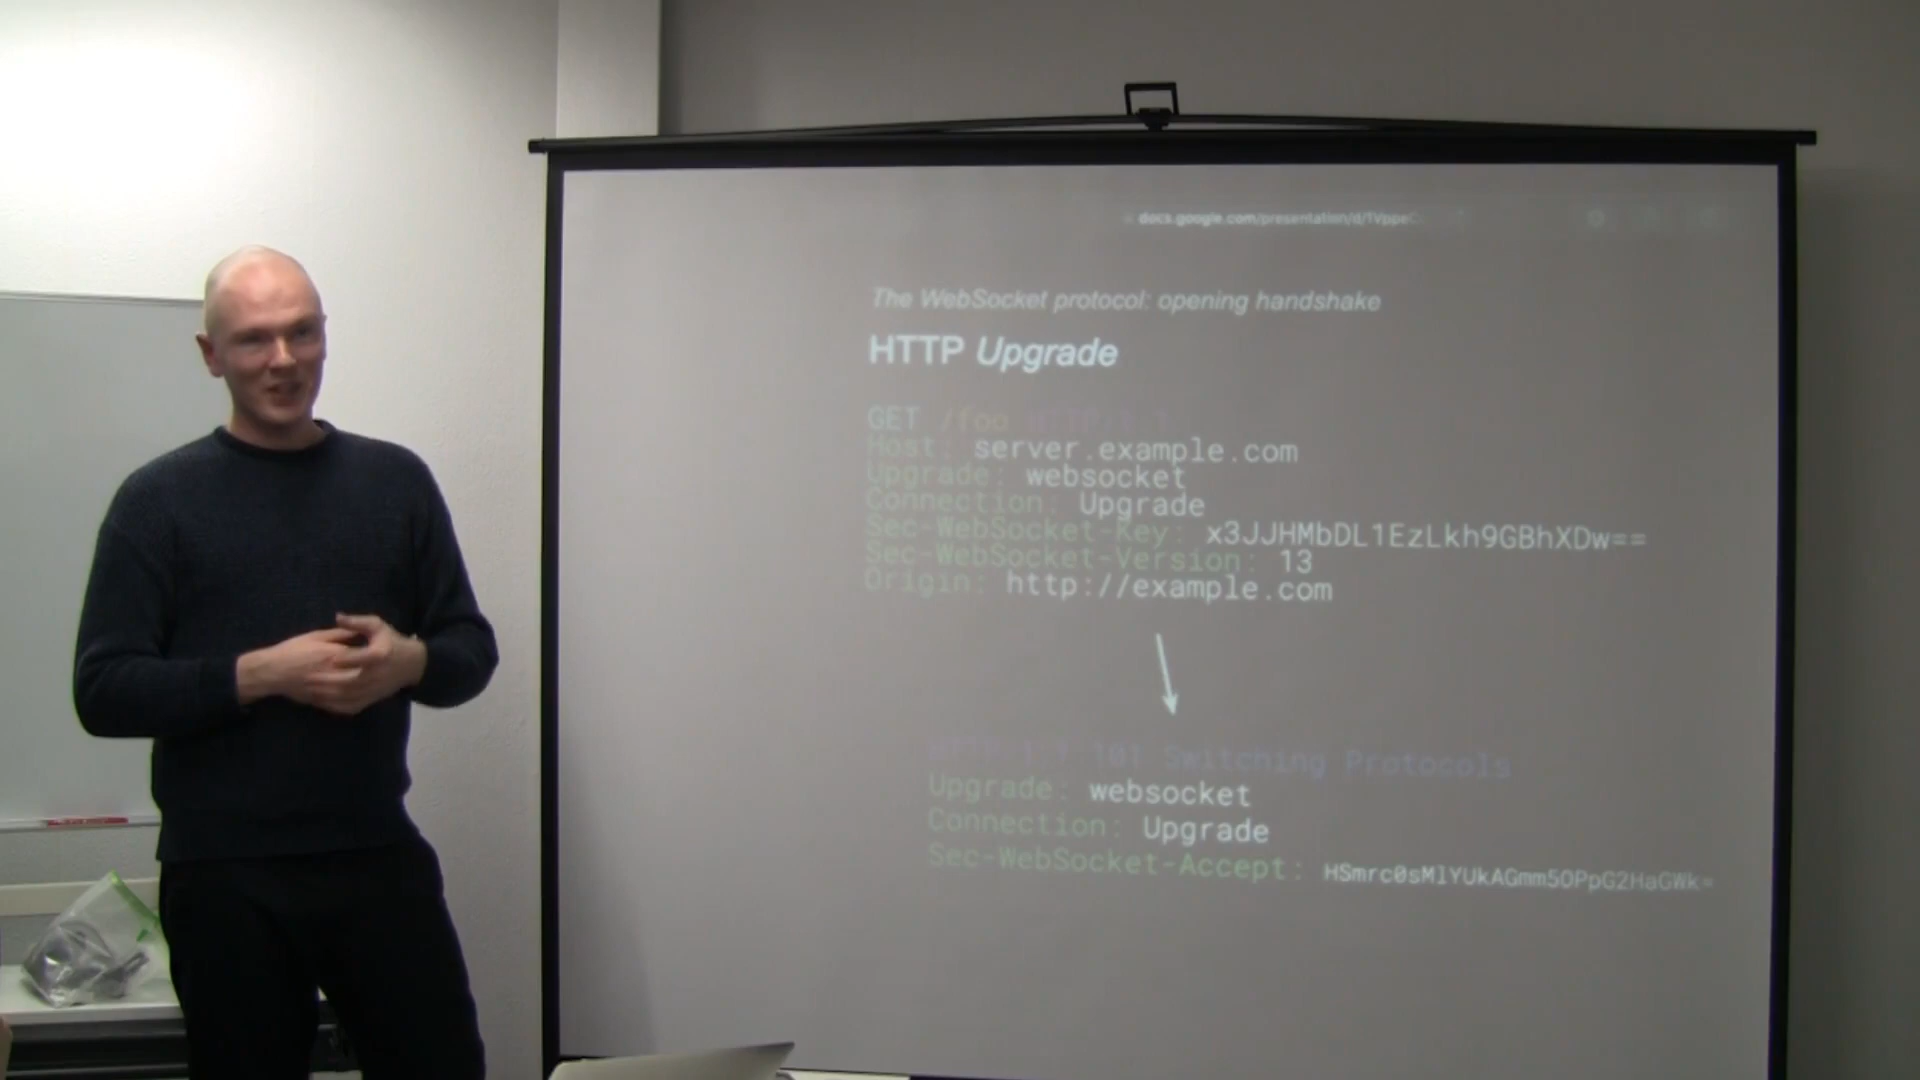 docs.google.com/presentation/d/1Vppe
The WebSocket protocol: opening handshake
HTTP Upgrade
GET /foo HTTP/1.1
Host: server.example.com
Upgrade: websocket
Connection: Upgrade
Sec-WebSocket-Key: x3JJHMbDL1EzLkh9GBhXDw==
Sec-WebSocket-Version: 13
Origin: http://example.com
HTTP/1.1 101 Switching Protocols
Upgrade: websocket
Connection: Upgrade
Sec-WebSocket-Accept: HSmrc0sMlYUkAGmm5OPpG2HaGWk=